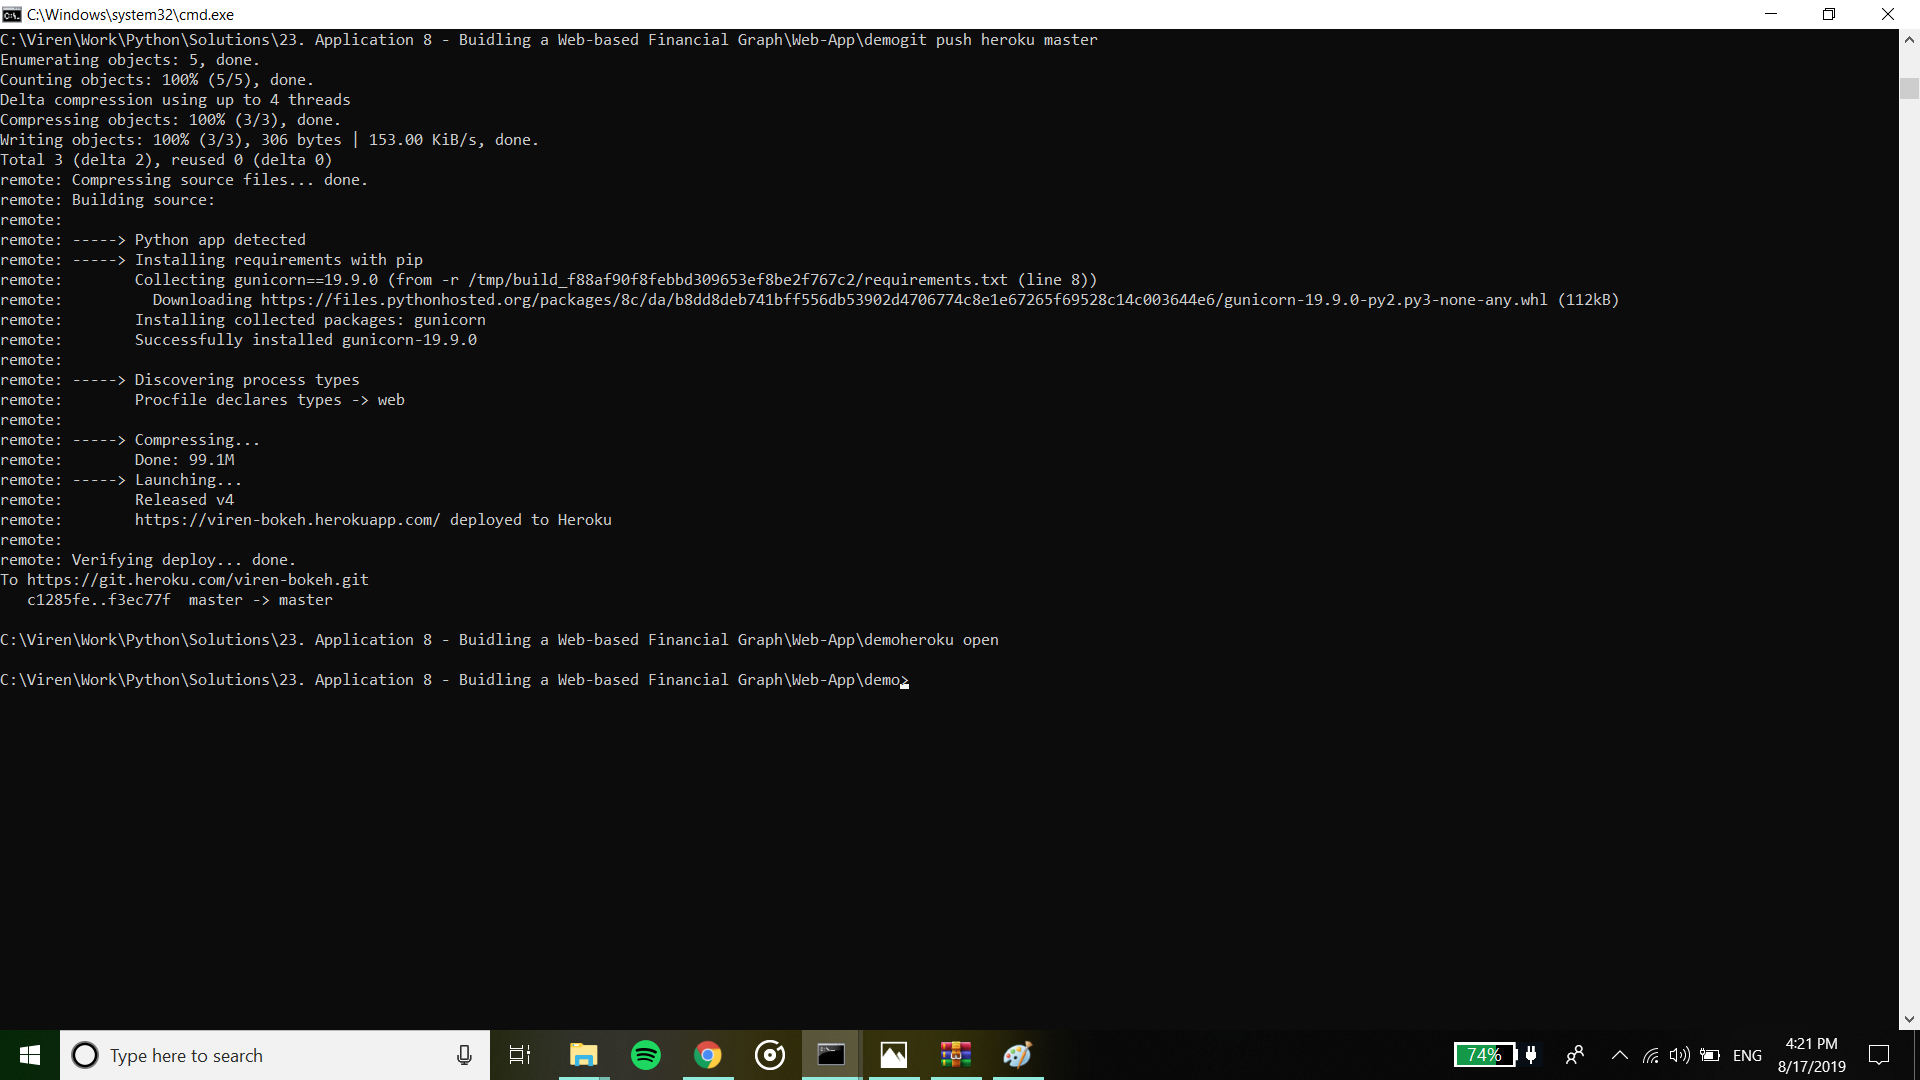 C:\Windows\system32\cmd.exe
C:\Viren\Work\Python\Solutions\23. Application 8 - Buidling a Web-based Financial Graph\Web-App\demogit push heroku master
Enumerating objects: 5, done.
Counting objects: 100% (5/5), done.
Delta compression using up to 4 threads
Compressing objects: 100% (3/3), done.
Writing objects: 100% (3/3), 306 bytes | 153.00 KiB/s, done.
Total 3 (delta 2), reused 0 (delta 0)
remote: Compressing source files... done.
remote: Building source:
remote:
remote: -----> Python app detected
remote: -----> Installing requirements with pip
remote:        Collecting gunicorn==19.9.0 (from -r /tmp/build_f88af90f8febbd309653ef8be2f767c2/requirements.txt (line 8))
remote:          Downloading https://files.pythonhosted.org/packages/8c/da/b8dd8deb741bff556db53902d4706774c8e1e67265f69528c14c003644e6/gunicorn-19.9.0-py2.py3-none-any.whl (112kB)
remote:        Installing collected packages: gunicorn
remote:        Successfully installed gunicorn-19.9.0
remote:
remote: -----> Discovering process types
remote:        Procfile declares types -> web
remote:
remote: -----> Compressing...
remote:        Done: 99.1M
remote: -----> Launching...
remote:        Released v4
remote:        https://viren-bokeh.herokuapp.com/ deployed to Heroku
remote:
remote: Verifying deploy... done.
To https://git.heroku.com/viren-bokeh.git
   c1285fe..f3ec77f  master -> master
C:\Viren\Work\Python\Solutions\23. Application 8 - Buidling a Web-based Financial Graph\Web-App\demoheroku open
C:\Viren\Work\Python\Solutions\23. Application 8 - Buidling a Web-based Financial Graph\Web-App\demo>
Type here to search
74%
ENG
4:21 PM
8/17/2019